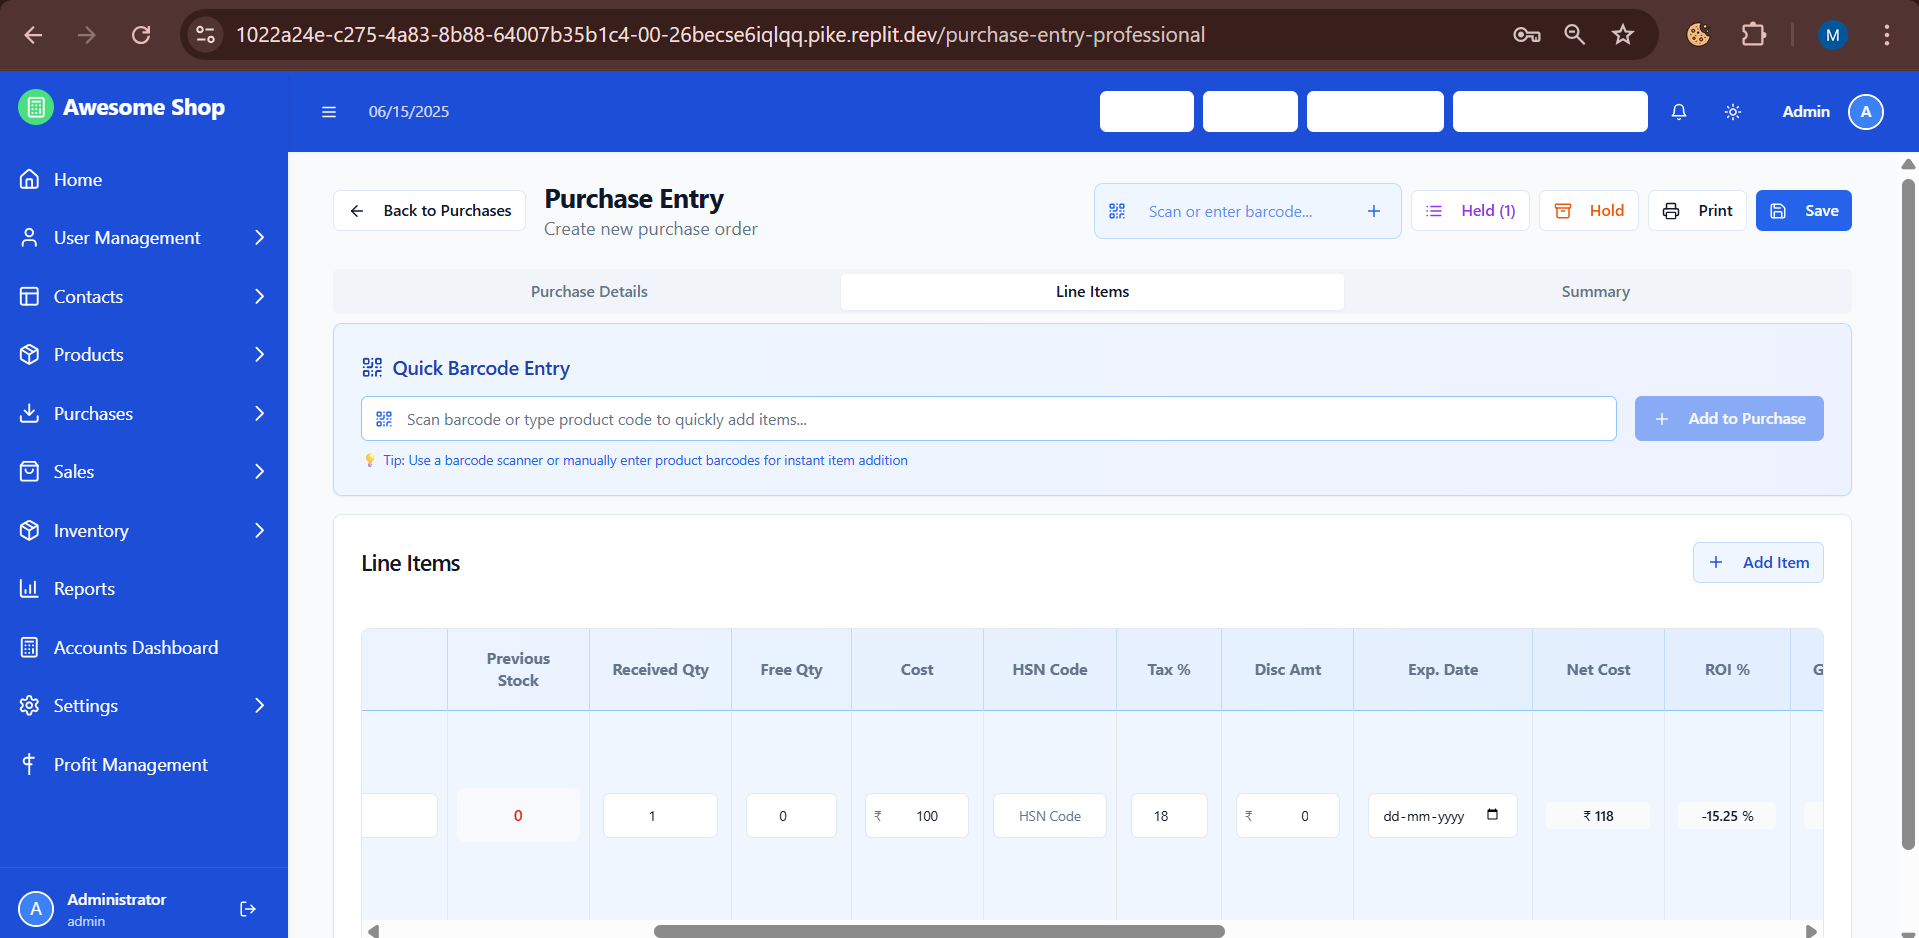 1022a24e-c275-4a83-8b88-64007b35b1c4-00-26becse6iqlqq.pike.replit.dev/purchase-entry-professional
M
Awesome Shop
06/15/2025
Admin
A
Home
User Management
Contacts
Products
Purchases
Sales
Inventory
Reports
Accounts Dashboard
Settings
Profit Management
A
Administrator
admin
Back to Purchases
Purchase Entry
Create new purchase order
Scan or enter barcode...
Held (1)
Hold
Print
Save
Purchase Details
Line Items
Summary
Quick Barcode Entry
Scan barcode or type product code to quickly add items...
Add to Purchase
💡 Tip: Use a barcode scanner or manually enter product barcodes for instant item addition
Line Items
Add Item
Previous Stock
Received Qty
Free Qty
Cost
HSN Code
Tax %
Disc Amt
Exp. Date
Net Cost
ROI %
G
0
1
0
₹ 100
HSN Code
18
₹ 0
dd-mm-yyyy
₹ 118
-15.25 %